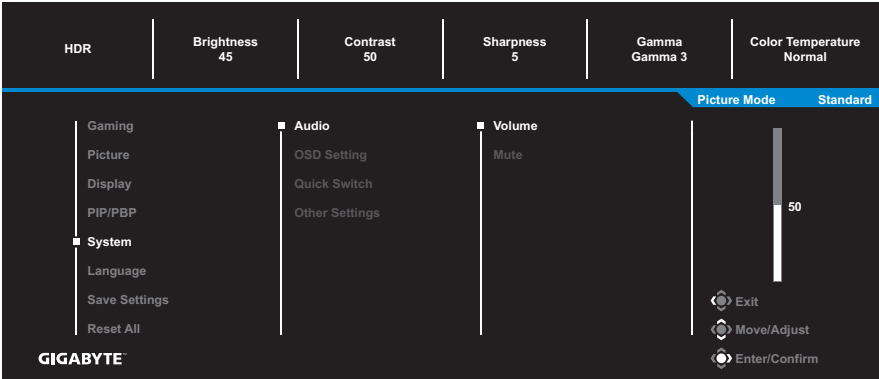 HDR
Brightness
45
Contrast
50
Sharpness
5
Gamma
Gamma 3
Color Temperature
Normal
Picture Mode Standard
Gaming
Picture
Display
PIP/PBP
System
Language
Save Settings
Reset All
Audio
OSD Setting
Quick Switch
Other Settings
Volume
Mute
50
Exit
Move/Adjust
Enter/Confirm
GIGABYTE™